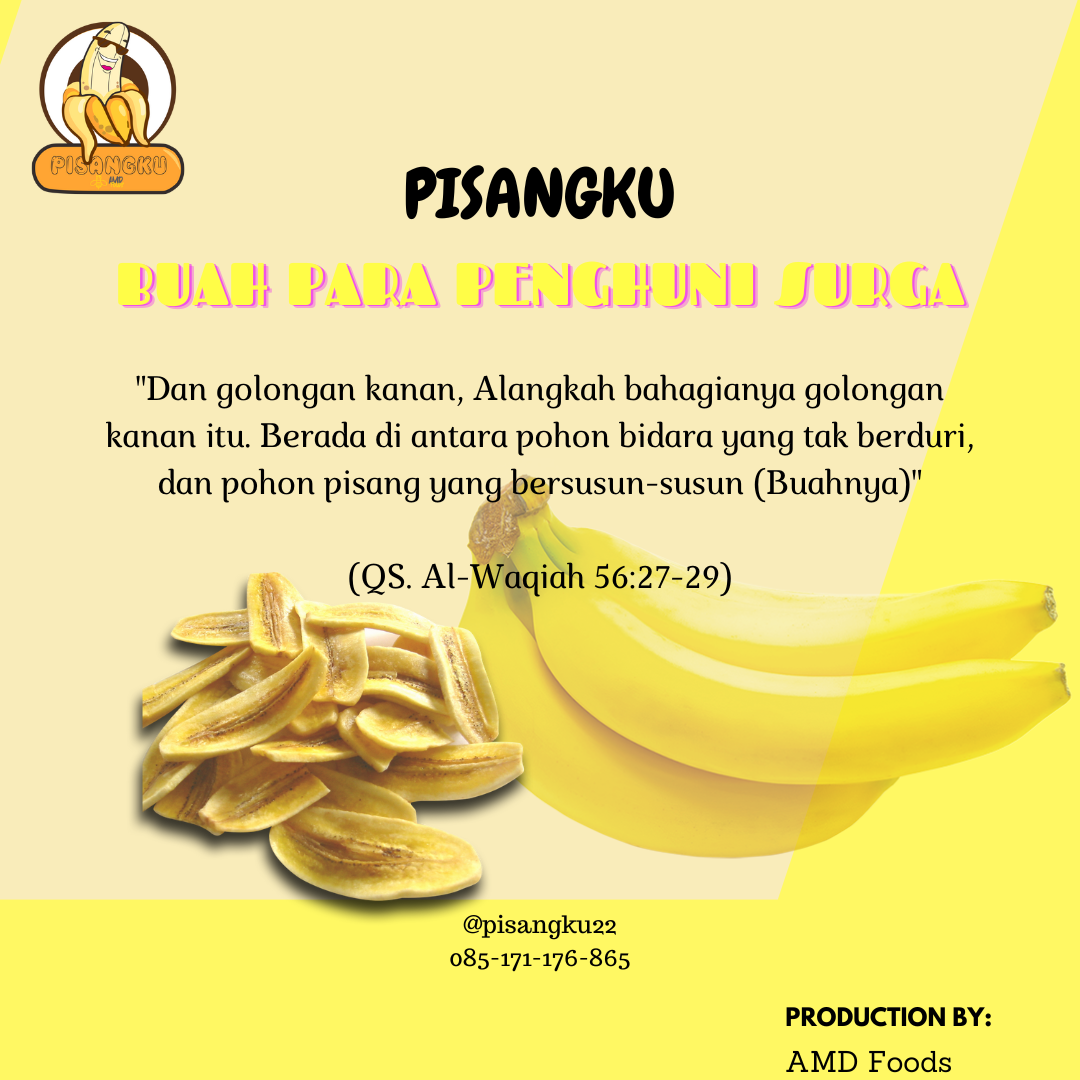 PISANGKU
AMD
PISANGKU
BUAH PARA PENGHUNI SURGA
"Dan golongan kanan, Alangkah bahagianya golongan
kanan itu. Berada di antara pohon bidara yang tak berduri,
dan pohon pisang yang bersusun-susun (Buahnya)"
(QS. Al-Waqiah 56:27-29)
@pisangku22
085-171-176-865
PRODUCTION BY:
AMD Foods